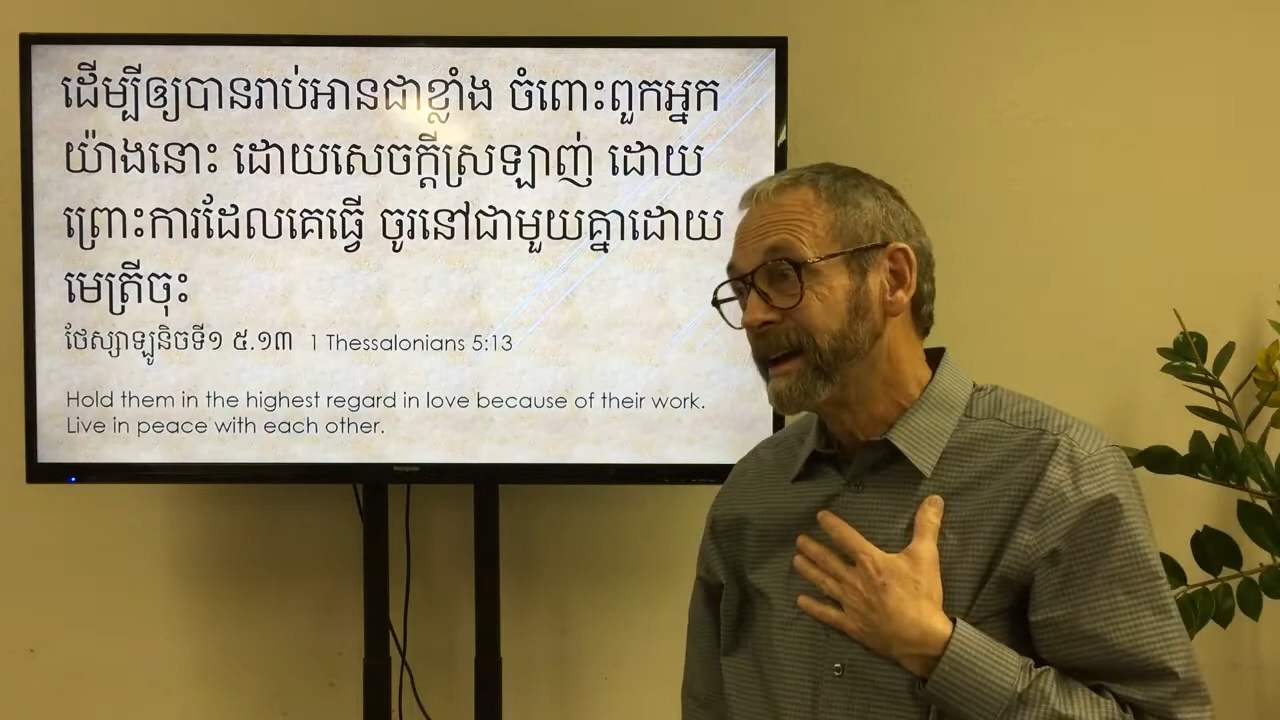 ដើម្បីឲ្យបានរាប់អានជាខ្លាំង ចំពោះពួកអ្នក
យ៉ាងនោះ ដោយសេចក្ដីស្រឡាញ់ ដោយ
ព្រោះការដែលគេធ្វើ ចូរនៅជាមួយគ្នាដោយ
មេត្រីចុះ
ថែស្សាឡូនិចទី១ ៥.១៣ 1 Thessalonians 5:13
Hold them in the highest regard in love because of their work.
Live in peace with each other.